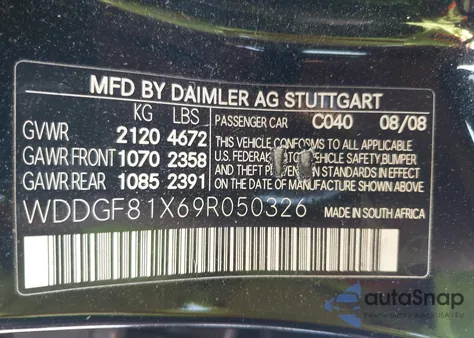 MFD BY DAIMLER AG STUTTGART
KG LBS PASSENGER CAR C040 08/08
GVWR 2120 4672 THIS VEHICLE CONFORMS TO ALL APPLICABLE
GAWR FRONT 1070 2358 U.S. FEDERAL MOTOR VEHICLE SAFETY, BUMPER
GAWR REAR 1085 2391 AND THEFT PREVENTION STANDARDS IN EFFECT
ON THE DATE OF MANUFACTURE SHOWN ABOVE
WDDGF81X69R050326 MADE IN SOUTH AFRICA
autoSnap